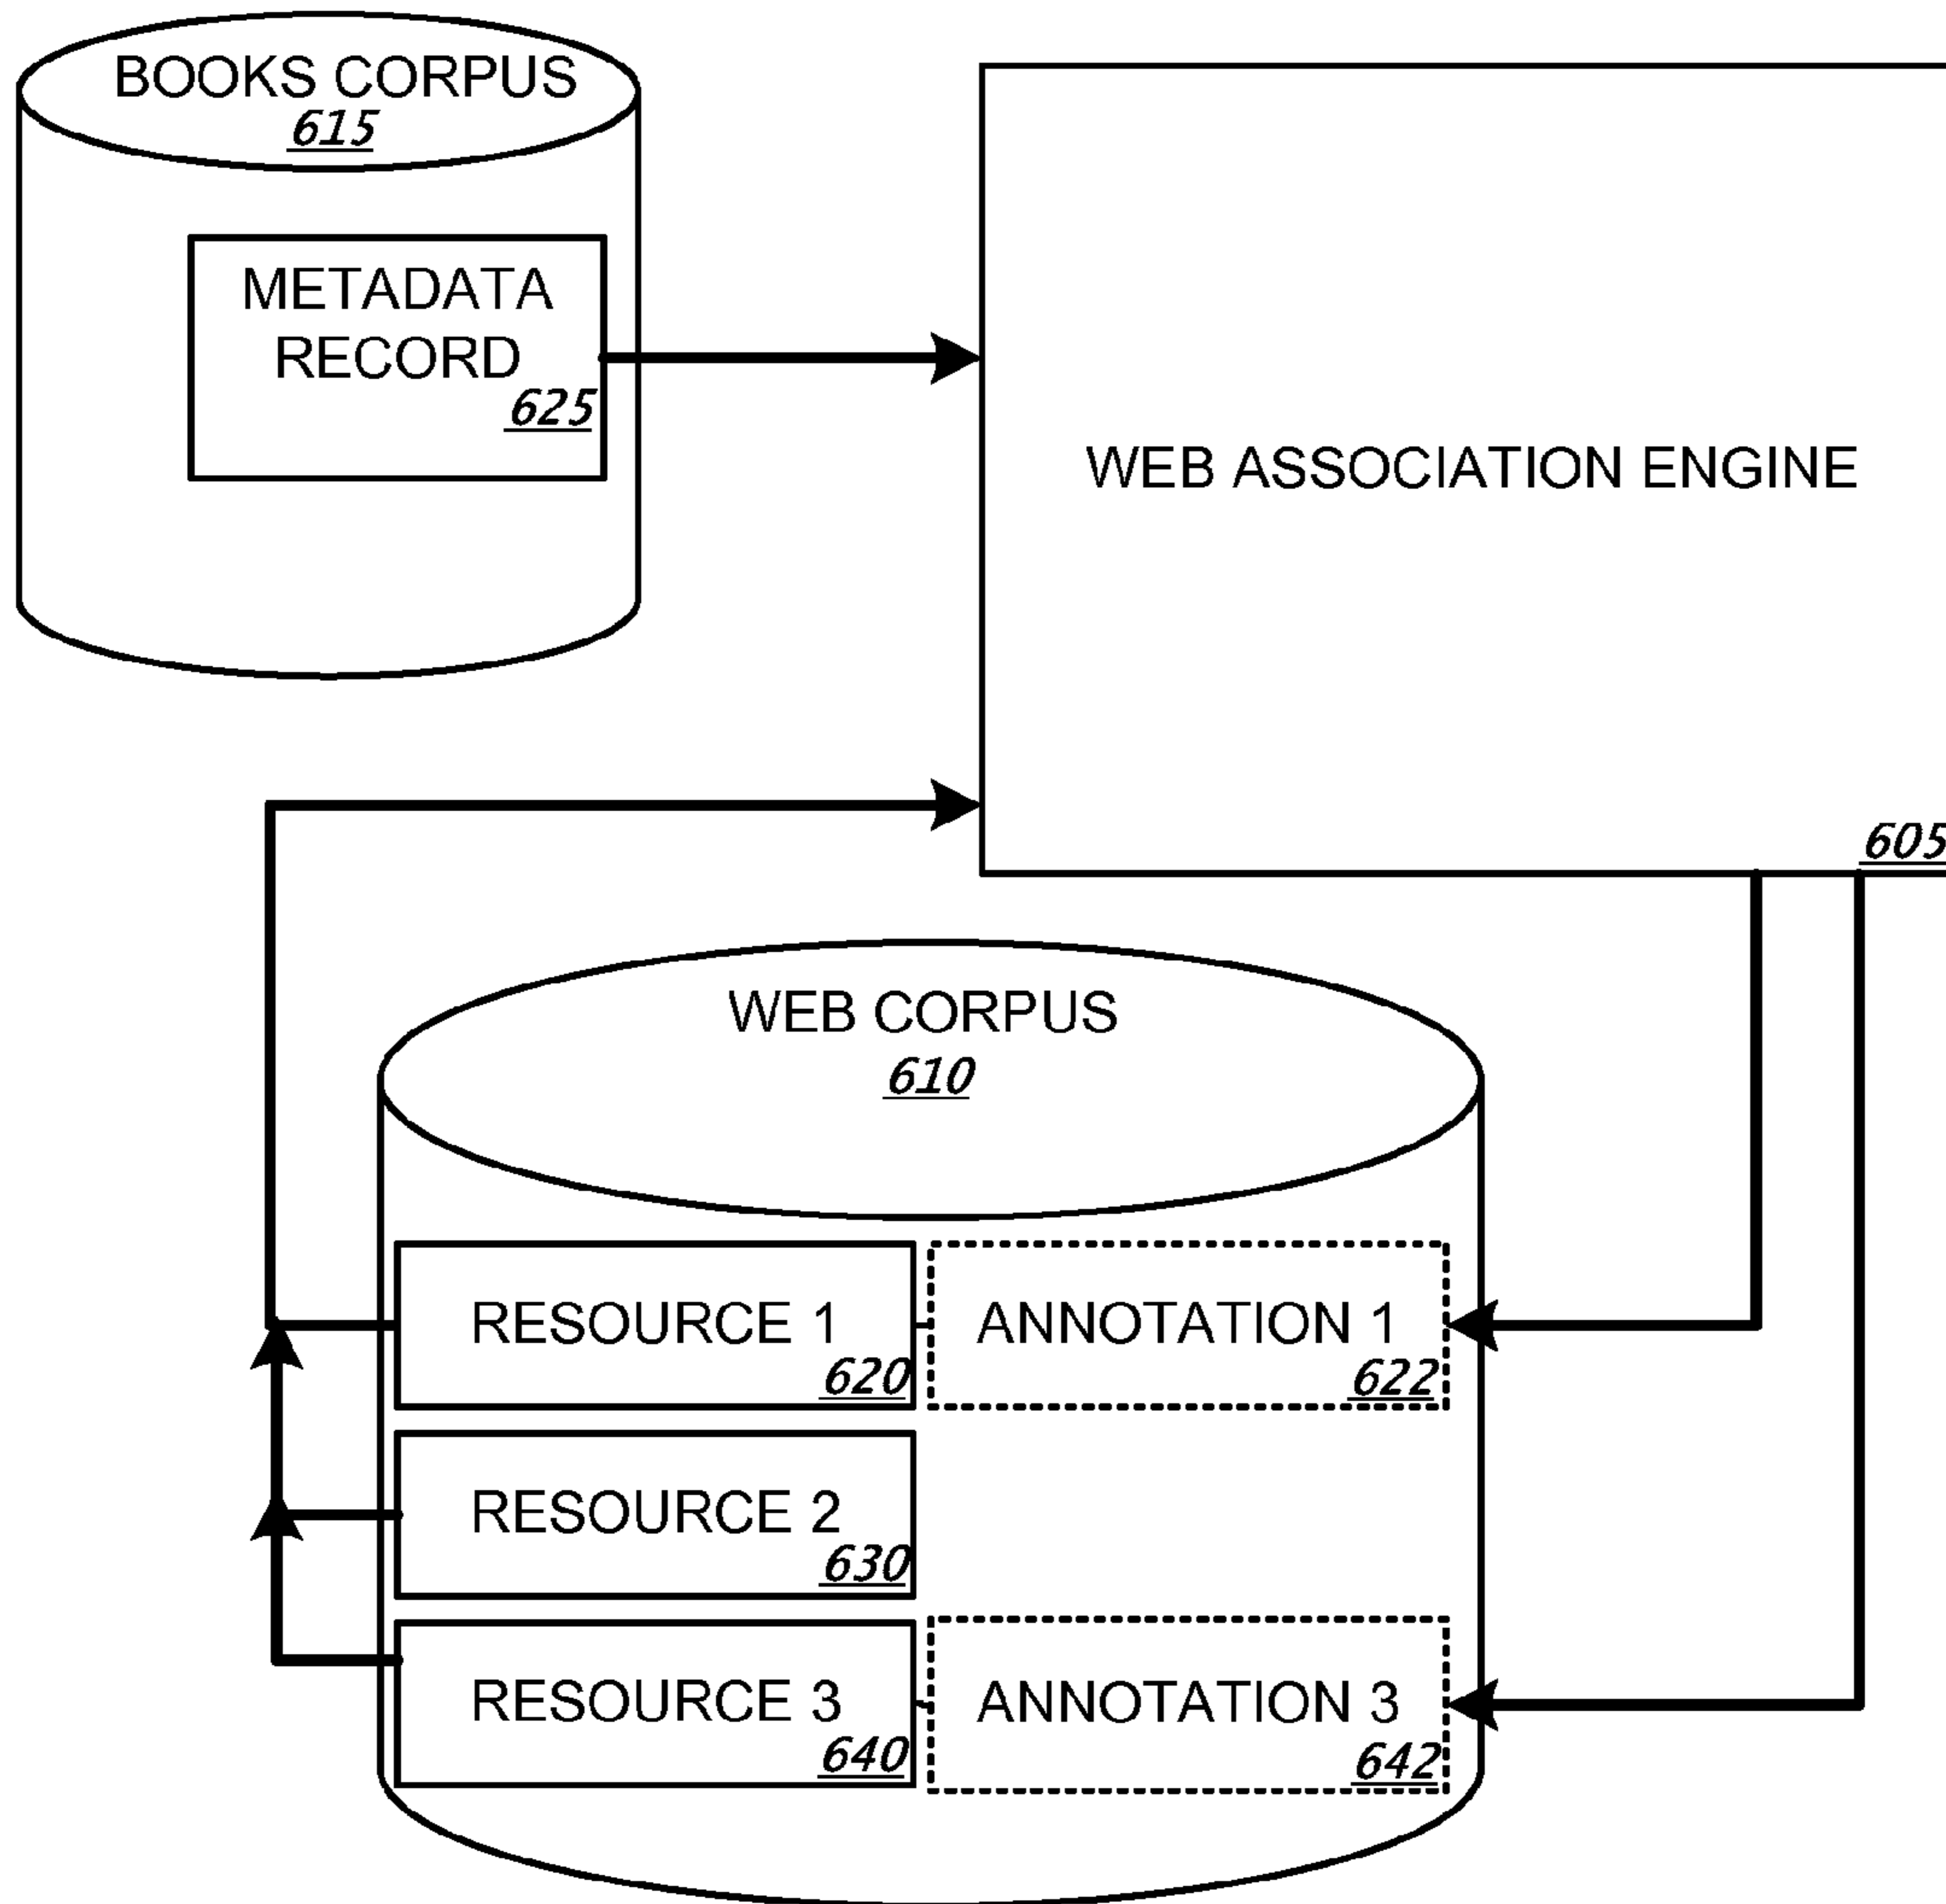 BOOKS CORPUS
615
METADATA
RECORD
625
WEB ASSOCIATION ENGINE
605
WEB CORPUS
610
RESOURCE 1
620
ANNOTATION 1
622
RESOURCE 2
630
RESOURCE 3
640
ANNOTATION 3
642